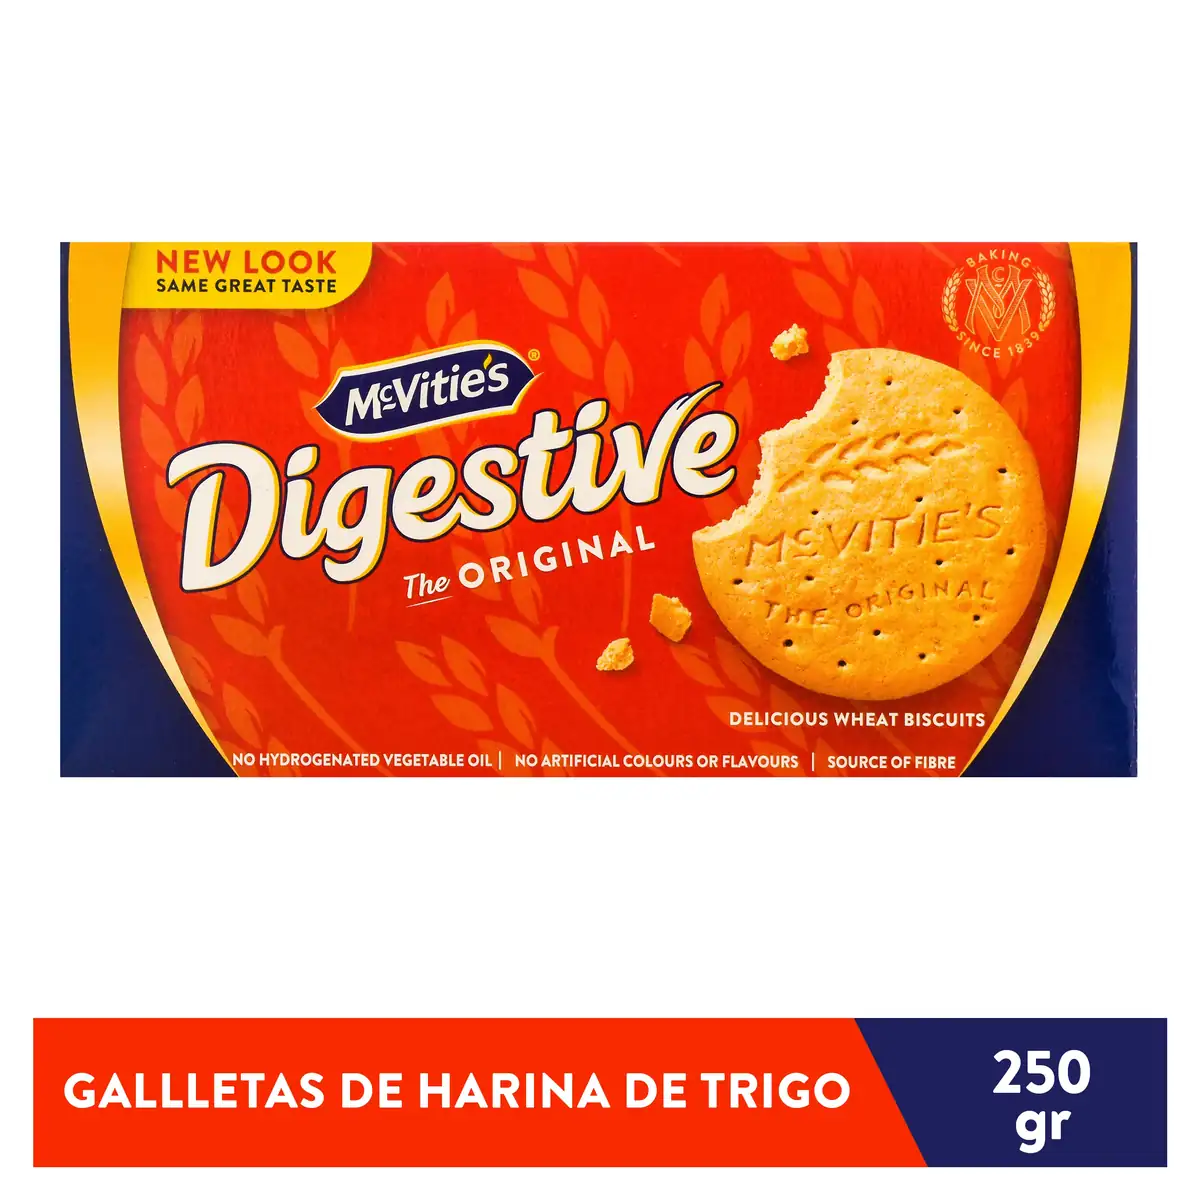 NEW LOOK
SAME GREAT TASTE
BAKING
McV
SINCE 1839
McVitie's®
Digestive
The ORIGINAL
McVITIE'S
THE ORIGINAL
DELICIOUS WHEAT BISCUITS
NO HYDROGENATED VEGETABLE OIL | NO ARTIFICIAL COLOURS OR FLAVOURS | SOURCE OF FIBRE
GALLLETAS DE HARINA DE TRIGO
250
gr